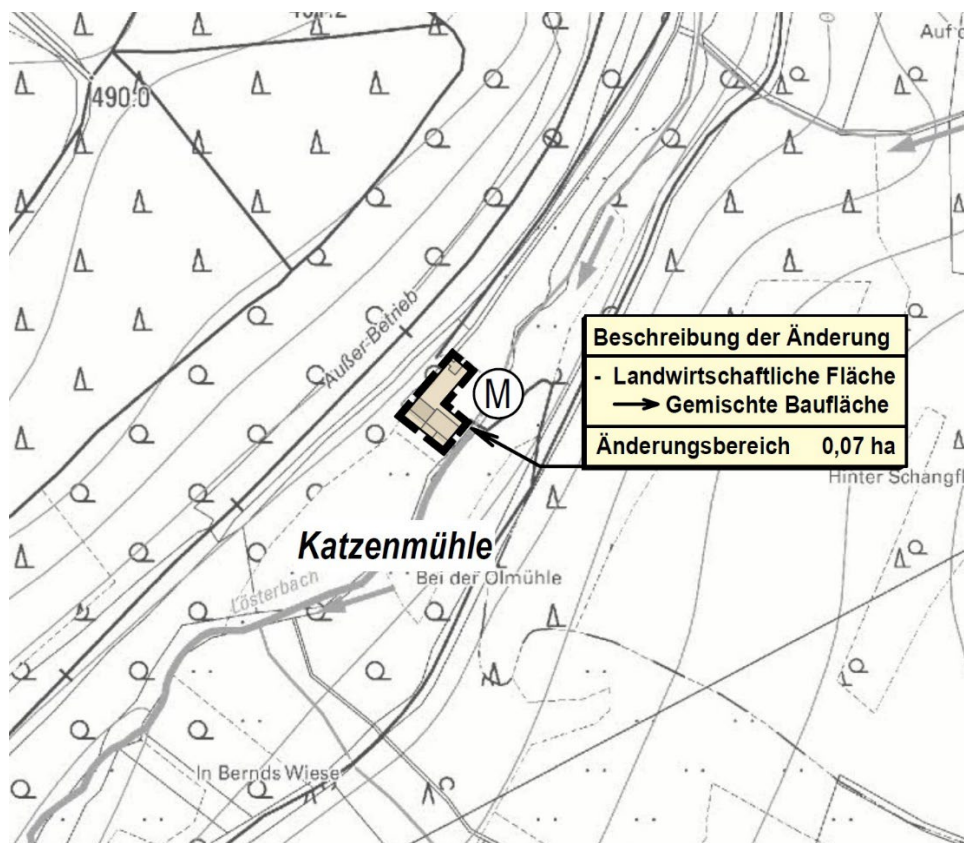 490.0
Auf
Außer-Betrieb
Beschreibung der Änderung
- Landwirtschaftliche Fläche
→ Gemischte Baufläche
Änderungsbereich 0,07 ha
M
Hinter Schangfl
Katzenmühle
Bei der Ölmühle
Lösterbach
In Bernds Wiese